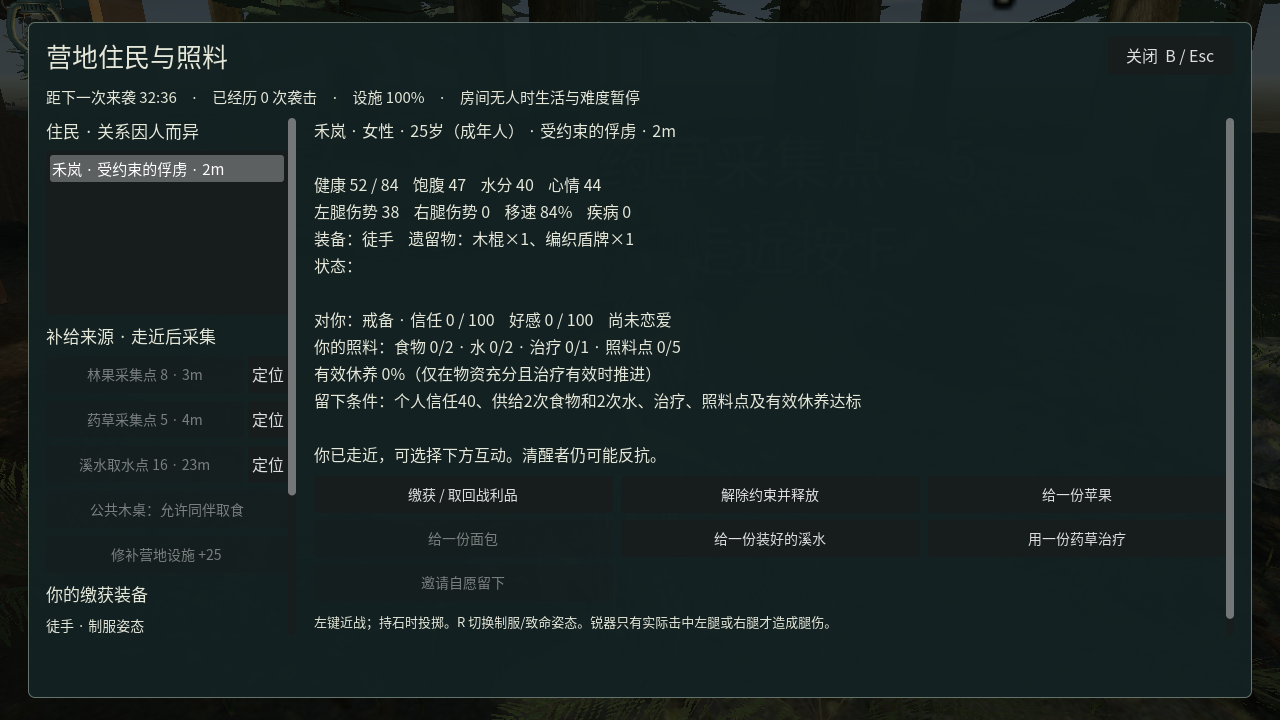 营地住民与照料
关闭 B / Esc
距下一次来袭 32:36 · 已经历 0 次袭击 · 设施 100% · 房间无人时生活与难度暂停
住民 · 关系因人而异
禾岚 · 受约束的俘虏 · 2m
补给来源 · 走近后采集
林果采集点 8 · 3m
定位
药草采集点 5 · 4m
定位
溪水取水点 16 · 23m
定位
公共木桌：允许同伴取食
修补营地设施 +25
你的缴获装备
徒手 · 制服姿态
禾岚 · 女性 · 25岁（成年人） · 受约束的俘虏 · 2m
健康 52 / 84 饱腹 47 水分 40 心情 44
左腿伤势 38 右腿伤势 0 移速 84% 疾病 0
装备：徒手 遗留物：木棍×1、编织盾牌×1
状态：
对你：戒备 · 信任 0 / 100 好感 0 / 100 尚未恋爱
你的照料：食物 0/2 · 水 0/2 · 治疗 0/1 · 照料点 0/5
有效休养 0%（仅在物资充分且治疗有效时推进）
留下条件：个人信任40、供给2次食物和2次水、治疗、照料点及有效休养达标
你已走近，可选择下方互动。清醒者仍可能反抗。
缴获 / 取回战利品
解除约束并释放
给一份苹果
给一份面包
给一份装好的溪水
用一份药草治疗
邀请自愿留下
左键近战；持石时投掷。R 切换制服/致命姿态。锐器只有实际击中左腿或右腿才造成腿伤。